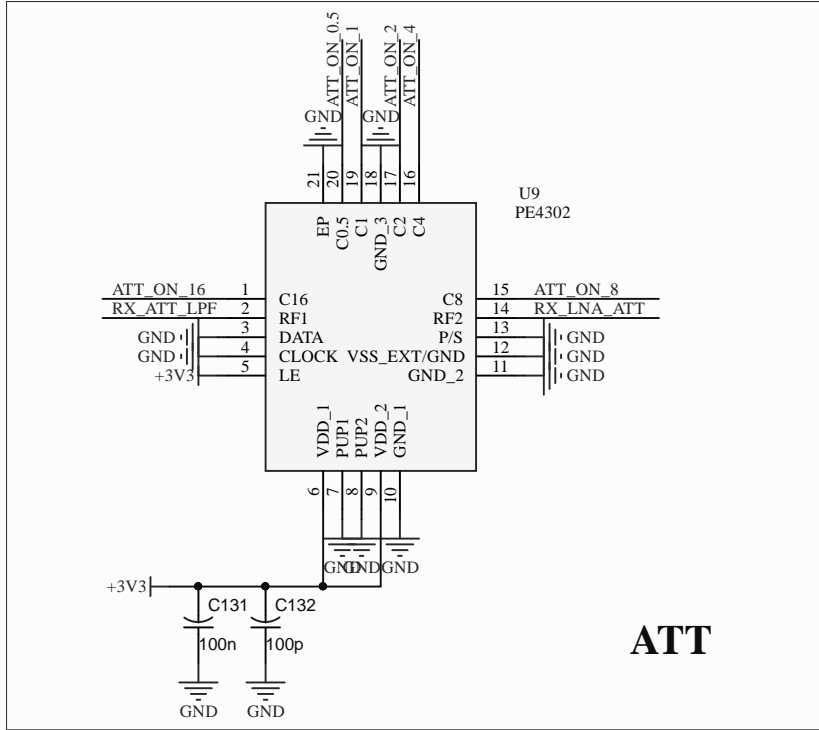 ATT_ON_0.5
ATT_ON_1
ATT_ON_2
ATT_ON_4
GND
GND
21
20
19
18
17
16
U9
PE4302
EP
C0.5
C1
GND_3
C2
C4
ATT_ON_16 1 C16 C8 15 ATT_ON_8
RX_ATT_LPF 2 RF1 RF2 14 RX_LNA_ATT
GND 3 DATA P/S 13 GND
GND 4 CLOCK VSS_EXT/GND 12 GND
+3V3 5 LE GND_2 11 GND
VDD_1
PUP1
PUP2
VDD_2
GND_1
6
7
8
9
10
GND
GND
GND
+3V3
C131
C132
100n
100p
GND
GND
ATT